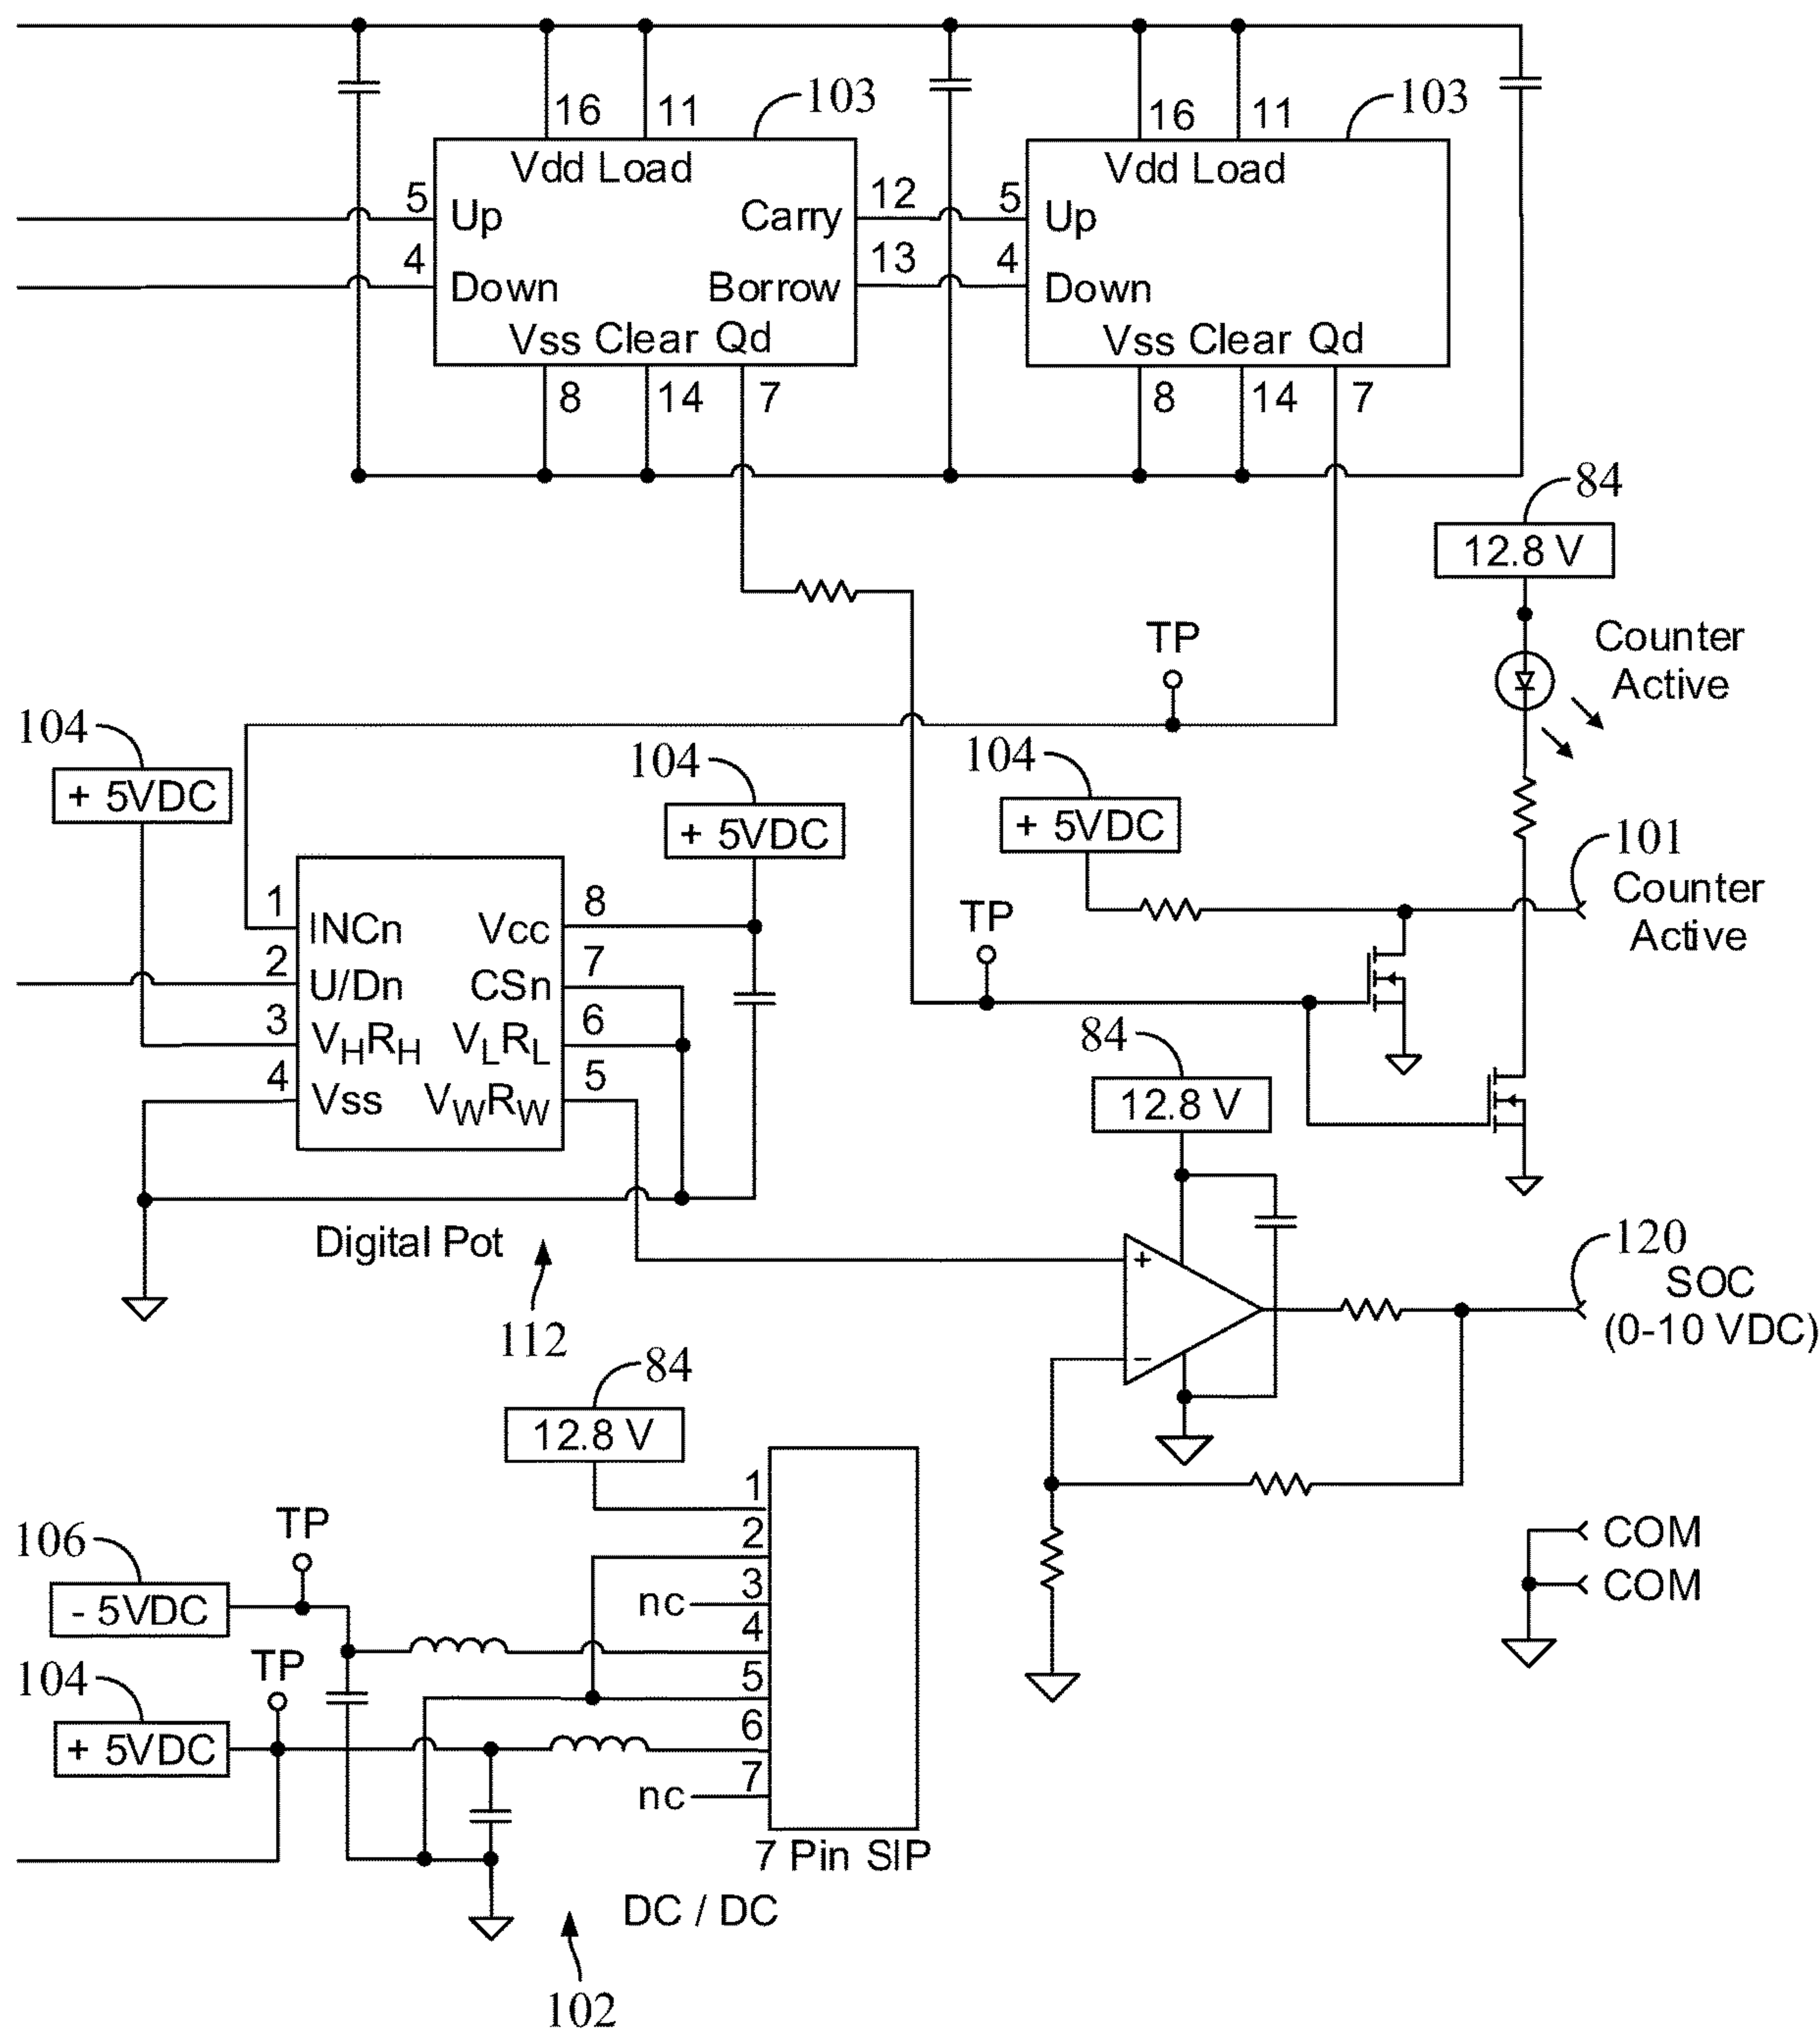 16 11 103 16 11 103
Vdd Load Vdd Load
5 Up Carry 12 5 Up
4 Down Borrow 13 4 Down
Vss Clear Qd Vss Clear Qd
8 14 7 8 14 7
84
12.8 V
Counter
Active
TP
104
+ 5VDC
104
+ 5VDC
104
+ 5VDC
101
Counter
Active
TP
1 INCn Vcc 8
2 U/Dn CSn 7
3 VHRH VLRL 6
4 Vss VWRW 5
Digital Pot
112
84
12.8 V
+
−
120
SOC
(0-10 VDC)
84
12.8 V
1
2
nc 3
4
5
6
nc 7
7 Pin SIP
DC / DC
102
TP
106
- 5VDC
TP
104
+ 5VDC
COM
COM